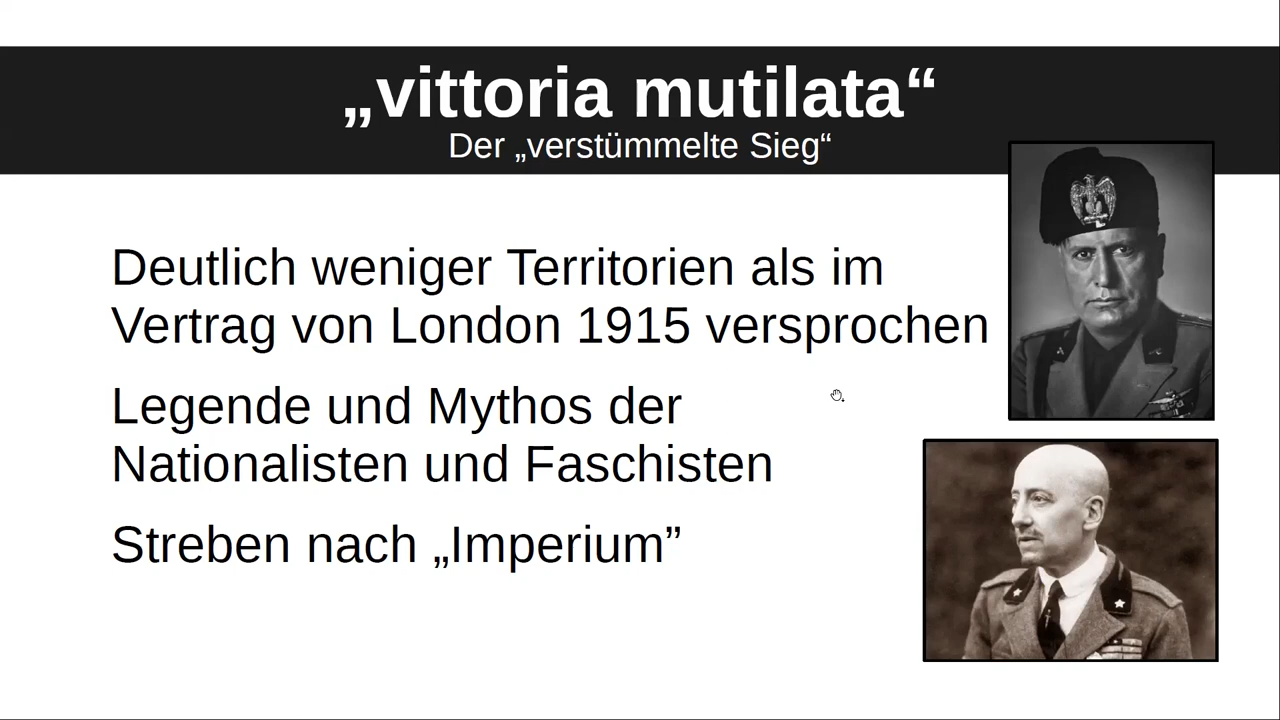 „vittoria mutilata“
Der „verstümmelte Sieg“
Deutlich weniger Territorien als im
Vertrag von London 1915 versprochen
Legende und Mythos der
Nationalisten und Faschisten
Streben nach „Imperium”